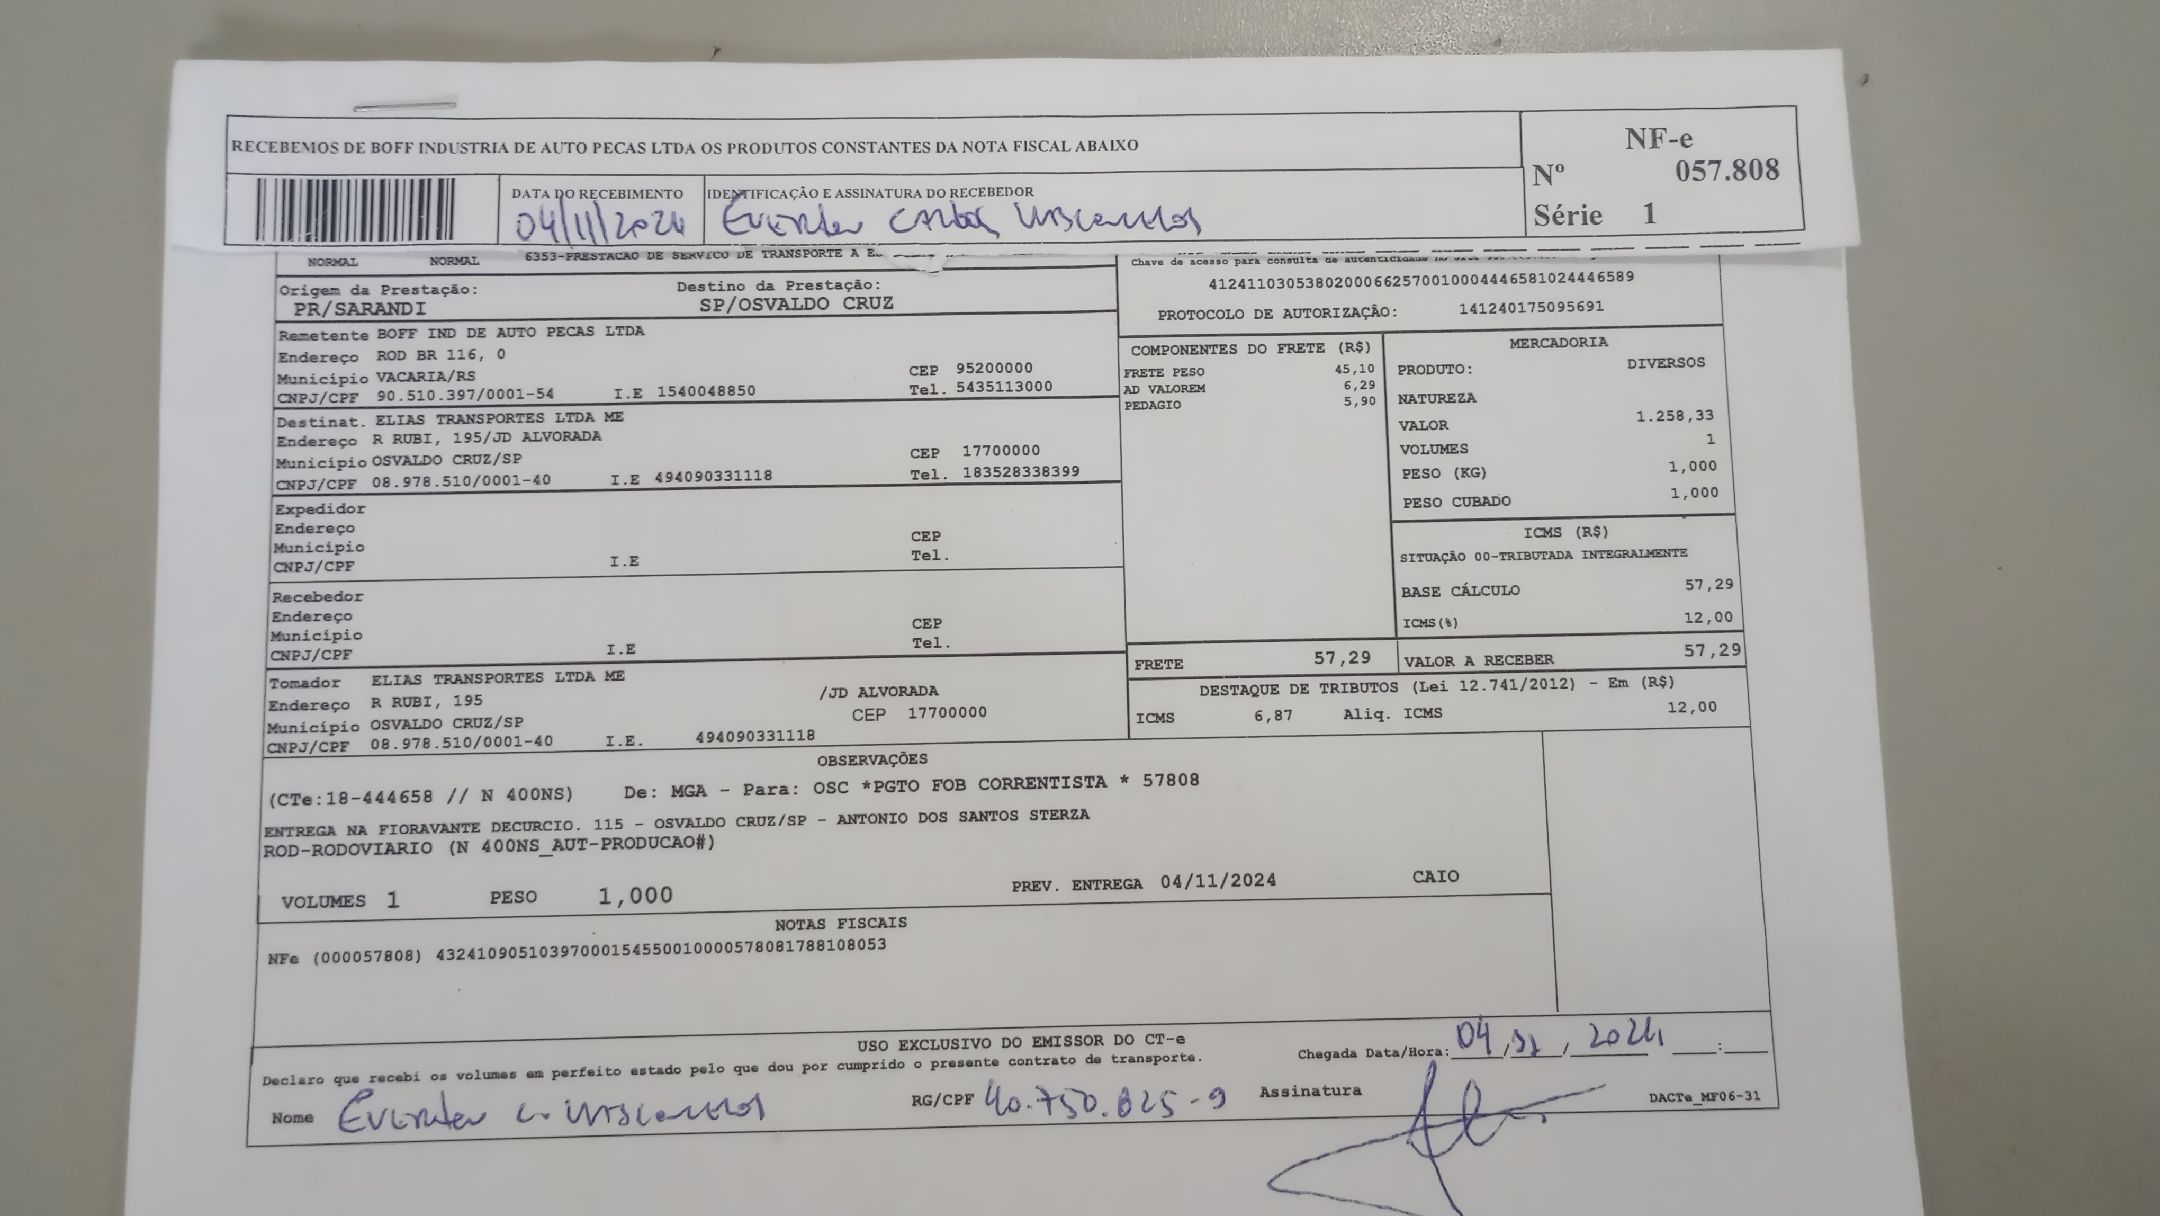 RECEBEMOS DE BOFF INDUSTRIA DE AUTO PECAS LTDA OS PRODUTOS CONSTANTES DA NOTA FISCAL ABAIXO
NF-e
Nº 057.808
Série 1
DATA DO RECEBIMENTO
04/11/2024
IDENTIFICAÇÃO E ASSINATURA DO RECEBEDOR
NORMAL NORMAL 6353-PRESTACAO DE SERVICO DE TRANSPORTE A
Chave de acesso para consulta de autenticidade no site
41241103053802000662570010004446581024446589
Origem da Prestação: Destino da Prestação:
PR/SARANDI SP/OSVALDO CRUZ
PROTOCOLO DE AUTORIZAÇÃO: 141240175095691
Remetente BOFF IND DE AUTO PECAS LTDA
Endereço ROD BR 116, 0
Município VACARIA/RS CEP 95200000
CNPJ/CPF 90.510.397/0001-54 I.E 1540048850 Tel. 5435113000
Destinat. ELIAS TRANSPORTES LTDA ME
Endereço R RUBI, 195/JD ALVORADA
Município OSVALDO CRUZ/SP CEP 17700000
CNPJ/CPF 08.978.510/0001-40 I.E 494090331118 Tel. 183528338399
Expedidor
Endereço
Município CEP
CNPJ/CPF I.E Tel.
Recebedor
Endereço
Município CEP
CNPJ/CPF I.E Tel.
Tomador ELIAS TRANSPORTES LTDA ME
Endereço R RUBI, 195 /JD ALVORADA
Município OSVALDO CRUZ/SP CEP 17700000
CNPJ/CPF 08.978.510/0001-40 I.E. 494090331118
COMPONENTES DO FRETE (R$)
FRETE PESO 45,10
AD VALOREM 6,29
PEDAGIO 5,90
MERCADORIA
PRODUTO: DIVERSOS
NATUREZA
VALOR 1.258,33
VOLUMES 1
PESO (KG) 1,000
PESO CUBADO 1,000
ICMS (R$)
SITUAÇÃO 00-TRIBUTADA INTEGRALMENTE
BASE CÁLCULO 57,29
ICMS(%) 12,00
FRETE 57,29 VALOR A RECEBER 57,29
DESTAQUE DE TRIBUTOS (Lei 12.741/2012) - Em (R$)
ICMS 6,87 Aliq. ICMS 12,00
OBSERVAÇÕES
(CTe:18-444658 // N 400NS) De: MGA - Para: OSC *PGTO FOB CORRENTISTA * 57808
ENTREGA NA FIORAVANTE DECURCIO. 115 - OSVALDO CRUZ/SP - ANTONIO DOS SANTOS STERZA
ROD-RODOVIARIO (N 400NS_AUT-PRODUCAO#)
VOLUMES 1 PESO 1,000 PREV. ENTREGA 04/11/2024 CAIO
NOTAS FISCAIS
NFe (000057808) 43241090510397000154550010000578081788108053
USO EXCLUSIVO DO EMISSOR DO CT-e
Declaro que recebi os volumes em perfeito estado pelo que dou por cumprido o presente contrato de transporte.
Chegada Data/Hora: 04/11/2024 __:__
Nome
RG/CPF 40.750.825-9 Assinatura
DACTe_MF06-31